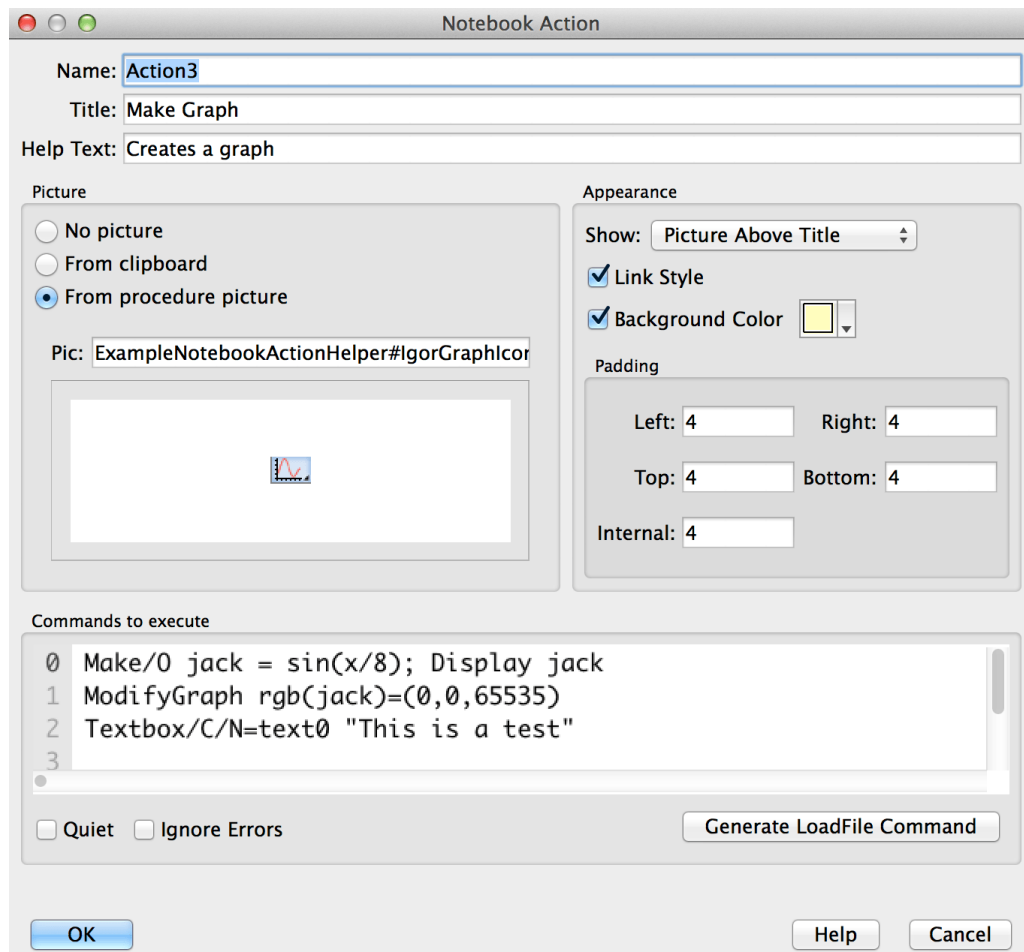 Notebook Action
Name: Action3
Title: Make Graph
Help Text: Creates a graph
Picture
No picture
From clipboard
From procedure picture
Pic: ExampleNotebookActionHelper#IgorGraphIcon
Appearance
Show: Picture Above Title
Link Style
Background Color
Padding
Left: 4 Right: 4
Top: 4 Bottom: 4
Internal: 4
Commands to execute
0 Make/O jack = sin(x/8); Display jack
1 ModifyGraph rgb(jack)=(0,0,65535)
2 Textbox/C/N=text0 "This is a test"
3
Quiet Ignore Errors Generate LoadFile Command
OK Help Cancel